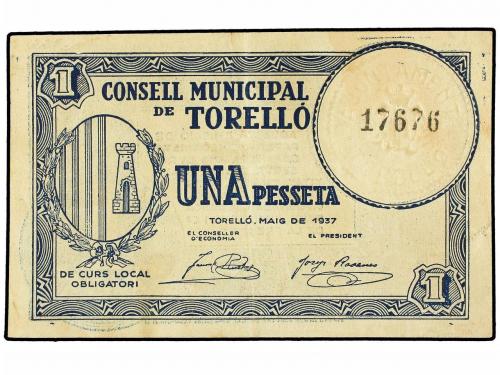 1
CONSELL MUNICIPAL
DE TORELLÓ
17676
UNA PESSETA
TORELLÓ, MAIG DE 1937
EL CONSELLER
D'ECONOMIA
EL PRESIDENT
DE CURS LOCAL
OBLIGATORI
1